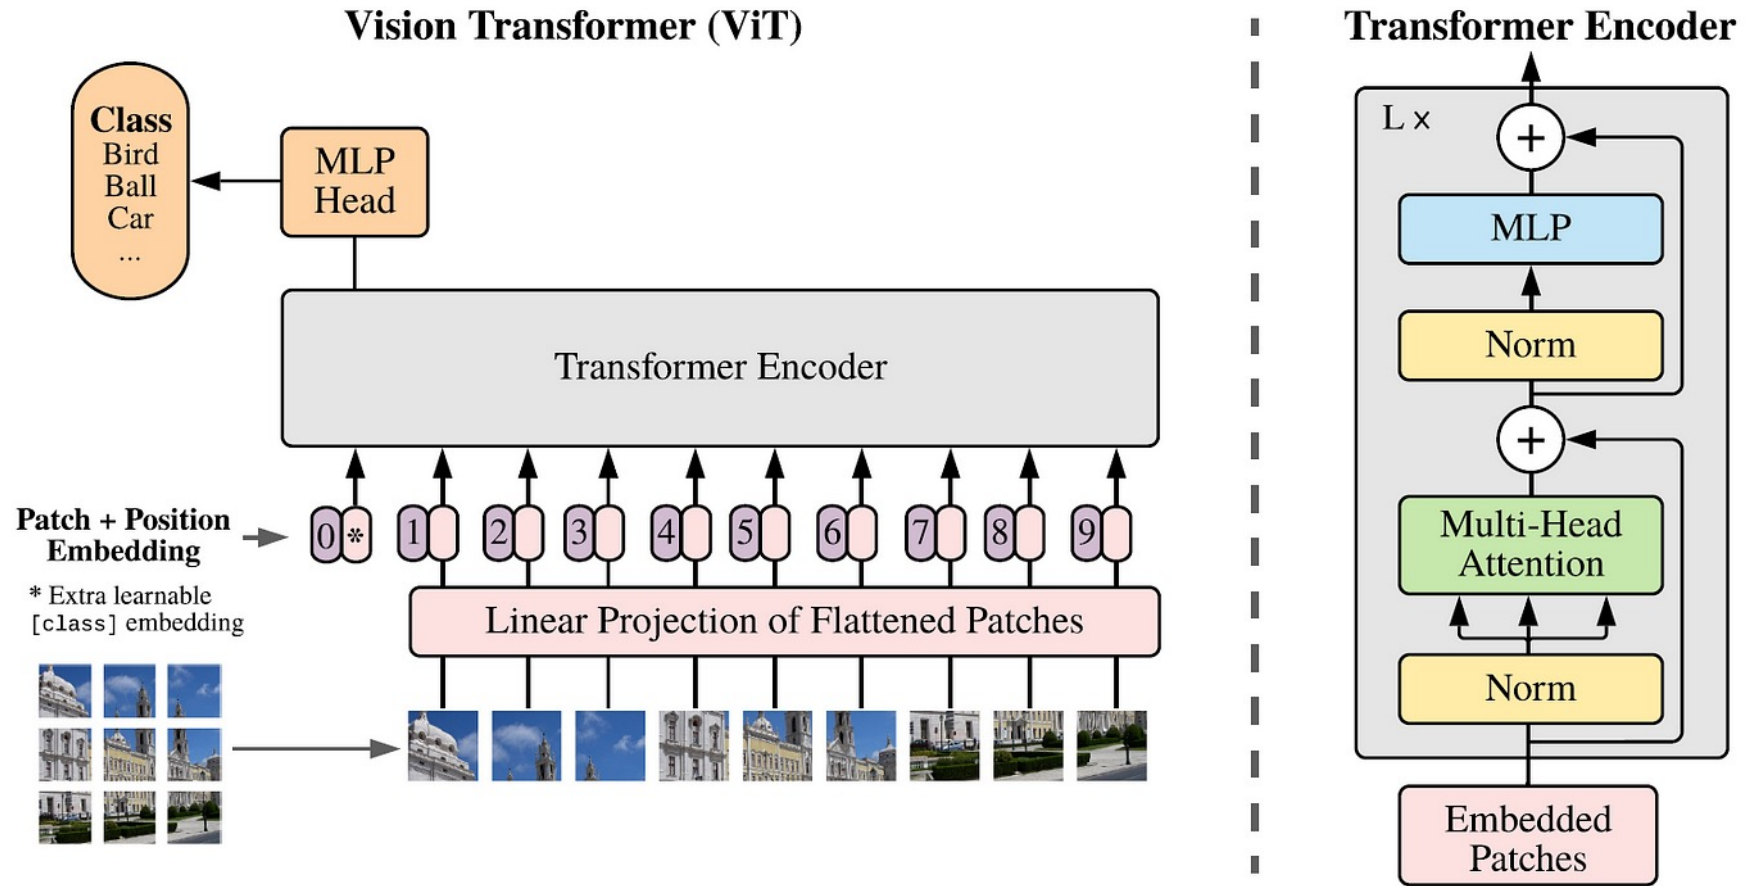 Vision Transformer (ViT)
Class
Bird
Ball
Car
...
MLP
Head
Transformer Encoder
Patch + Position
Embedding
0 * 1 2 3 4 5 6 7 8 9
* Extra learnable
[class] embedding
Linear Projection of Flattened Patches
Transformer Encoder
L ×
+
MLP
Norm
+
Multi-Head
Attention
Norm
Embedded
Patches